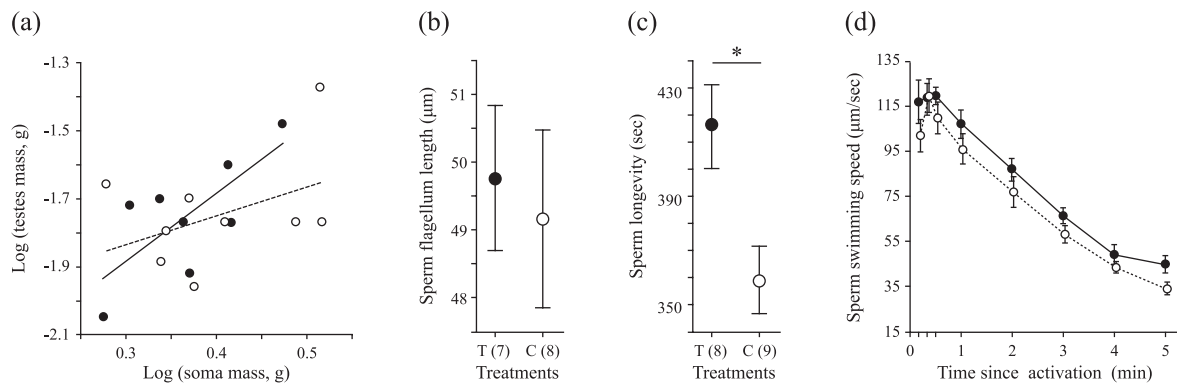 (a)
Log (testes mass, g)
-1.3
-1.5
-1.7
-1.9
-2.1
0.3 0.4 0.5
Log (soma mass, g)
(b)
Sperm flagellum length (μm)
51
50
49
48
T (7) C (8)
Treatments
(c)
Sperm longevity (sec)
430
390
350
*
T (8) C (9)
Treatments
(d)
Sperm swimming speed (μm/sec)
135
115
95
75
55
35
15
0 1 2 3 4 5
Time since activation (min)